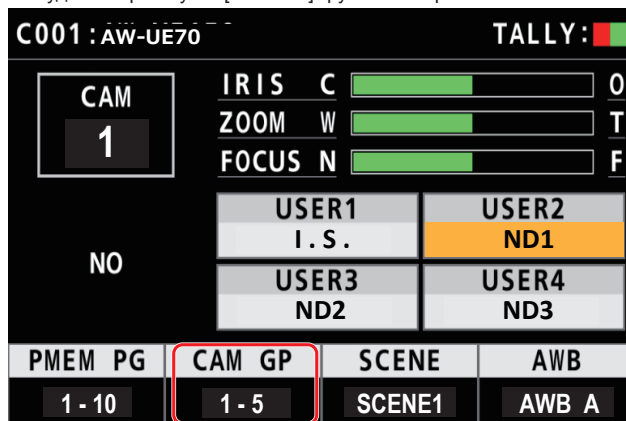 C001:AW-UE70 TALLY:
CAM
1
IRIS C O
ZOOM W T
FOCUS N F
USER1 USER2
I.S. ND1
NO
USER3 USER4
ND2 ND3
PMEM PG CAM GP SCENE AWB
1-10 1-5 SCENE1 AWB A